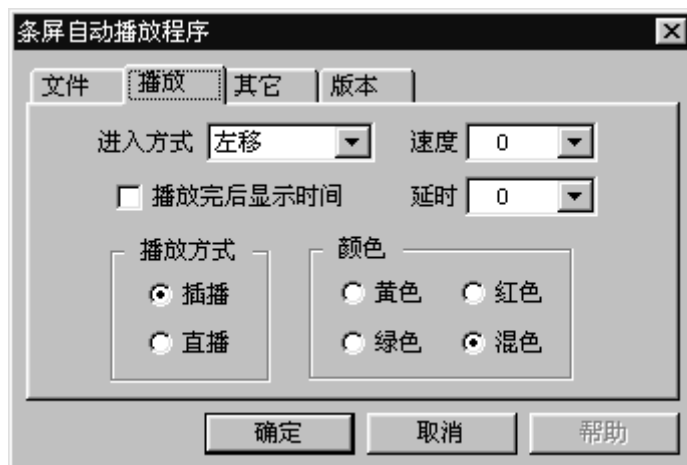 条屏自动播放程序
文件 播放 其它 版本
进入方式 左移 速度 0
播放完后显示时间 延时 0
播放方式 颜色
插播 黄色 红色
直播 绿色 混色
确定 取消 帮助